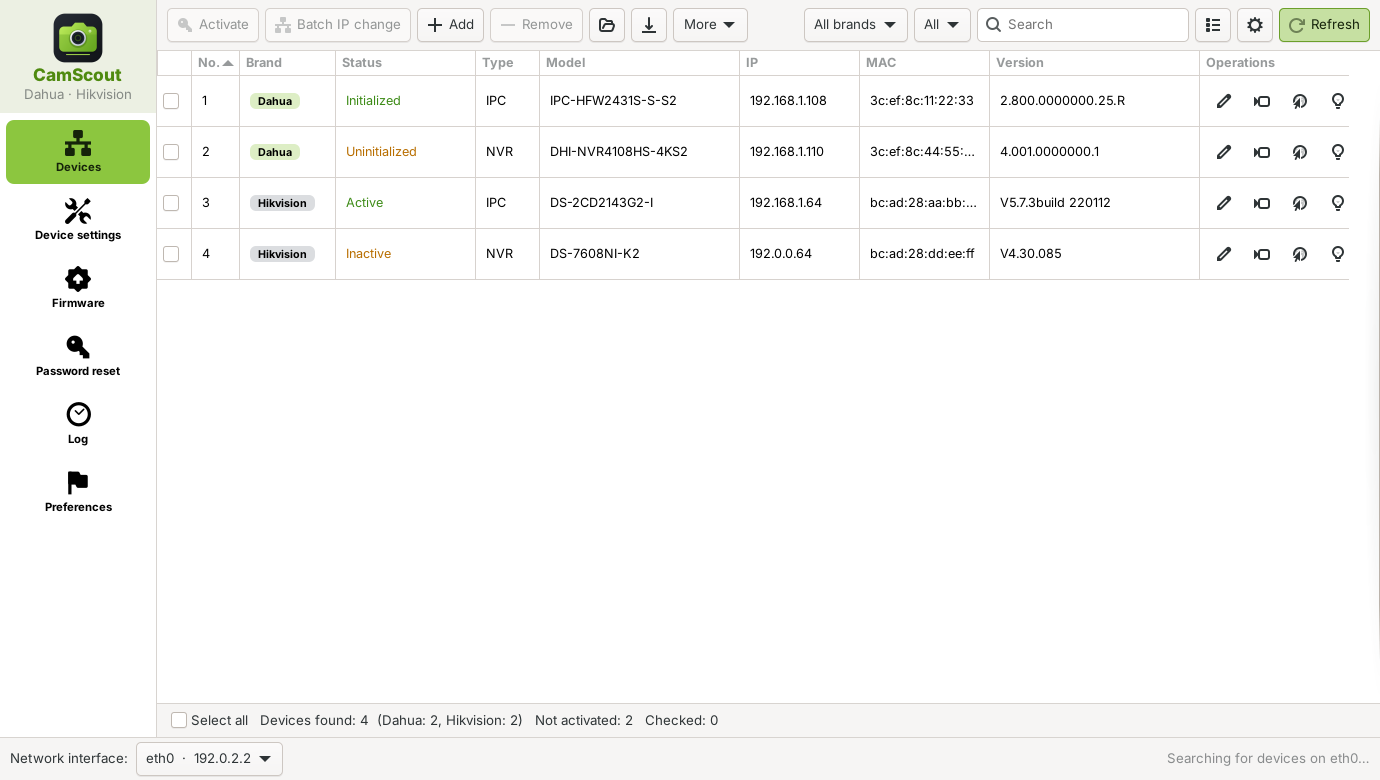 Activate Batch IP change Add Remove More All brands All Search Refresh
CamScout
Dahua · Hikvision
Devices
Device settings
Firmware
Password reset
Log
Preferences
No. Brand Status Type Model IP MAC Version Operations
1 Dahua Initialized IPC IPC-HFW2431S-S-S2 192.168.1.108 3c:ef:8c:11:22:33 2.800.0000000.25.R
2 Dahua Uninitialized NVR DHI-NVR4108HS-4KS2 192.168.1.110 3c:ef:8c:44:55:... 4.001.0000000.1
3 Hikvision Active IPC DS-2CD2143G2-I 192.168.1.64 bc:ad:28:aa:bb:... V5.7.3build 220112
4 Hikvision Inactive NVR DS-7608NI-K2 192.0.0.64 bc:ad:28:dd:ee:ff V4.30.085
Select all Devices found: 4 (Dahua: 2, Hikvision: 2) Not activated: 2 Checked: 0
Network interface: eth0 · 192.0.2.2 Searching for devices on eth0...